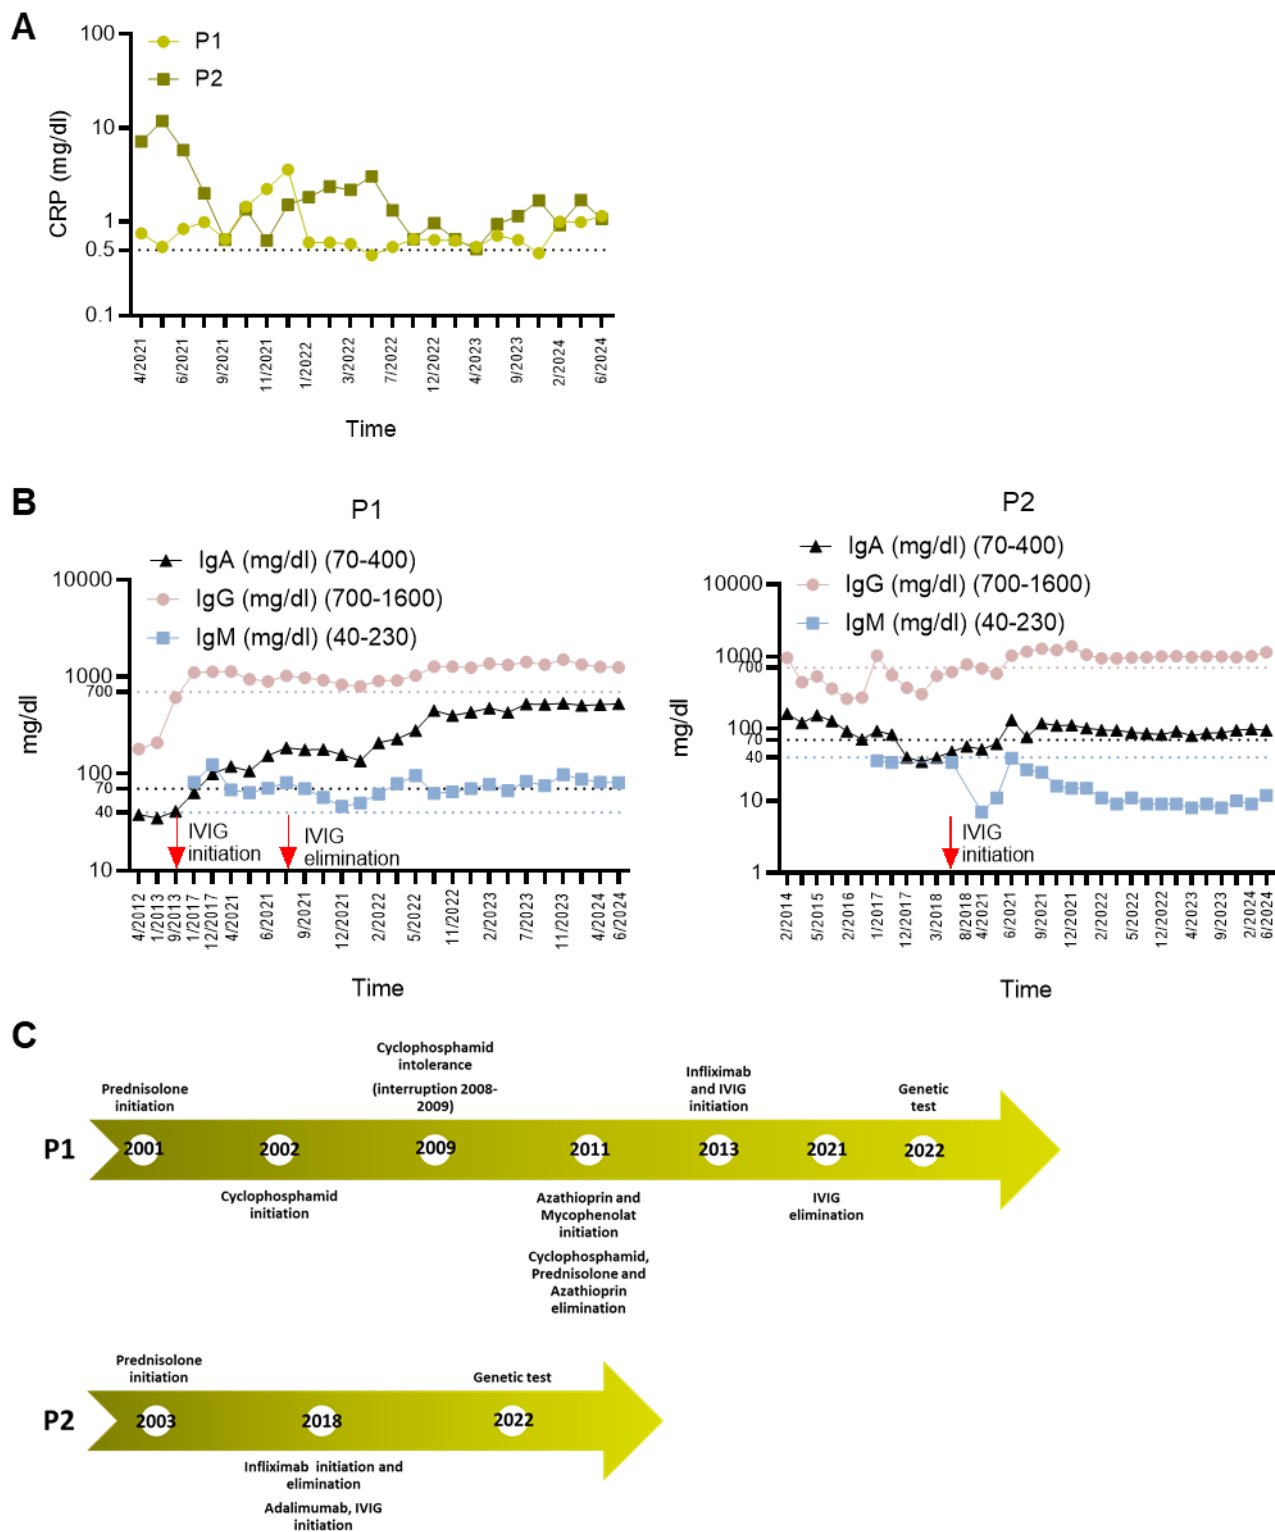 A
P1
P2
100
10
1
0.5
0.1
CRP (mg/dl)
4/2021
6/2021
9/2021
11/2021
1/2022
3/2022
7/2022
12/2022
4/2023
9/2023
2/2024
6/2024
Time
B
P1
IgA (mg/dl) (70-400)
IgG (mg/dl) (700-1600)
IgM (mg/dl) (40-230)
10000
1000
700
100
70
40
10
mg/dl
IVIG
initiation
IVIG
elimination
4/2012
1/2013
9/2013
1/2017
12/2017
4/2021
6/2021
9/2021
12/2021
2/2022
5/2022
11/2022
2/2023
7/2023
11/2023
4/2024
6/2024
Time
P2
IgA (mg/dl) (70-400)
IgG (mg/dl) (700-1600)
IgM (mg/dl) (40-230)
10000
1000
700
100
70
40
10
1
mg/dl
IVIG
initiation
2/2014
5/2015
2/2016
1/2017
12/2017
3/2018
8/2018
4/2021
6/2021
9/2021
12/2021
2/2022
5/2022
12/2022
4/2023
9/2023
2/2024
6/2024
Time
C
P1
Prednisolone
initiation
2001
2002
Cyclophosphamid
initiation
Cyclophosphamid
intolerance
(interruption 2008-
2009)
2009
2011
Azathioprin and
Mycophenolat
initiation
Cyclophosphamid,
Prednisolone and
Azathioprin
elimination
Infliximab
and IVIG
initiation
2013
2021
IVIG
elimination
Genetic
test
2022
P2
Prednisolone
initiation
2003
2018
Infliximab initiation and
elimination
Adalimumab, IVIG
initiation
Genetic test
2022